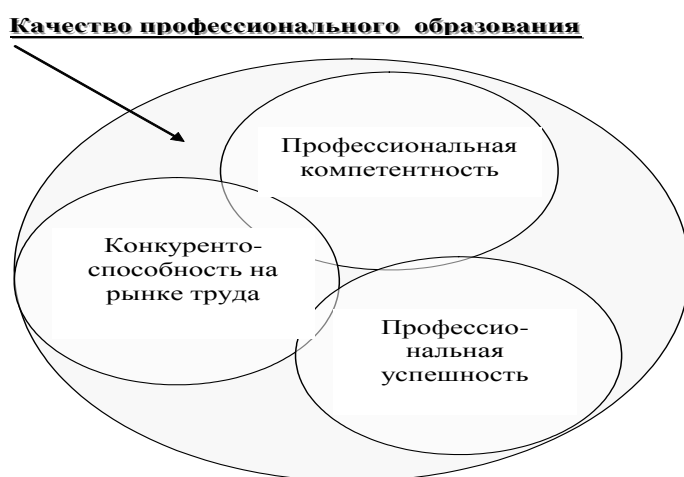 Качество профессионального образования
Профессиональная
компетентность
Конкуренто-
способность на
рынке труда
Профессио-
нальная
успешность